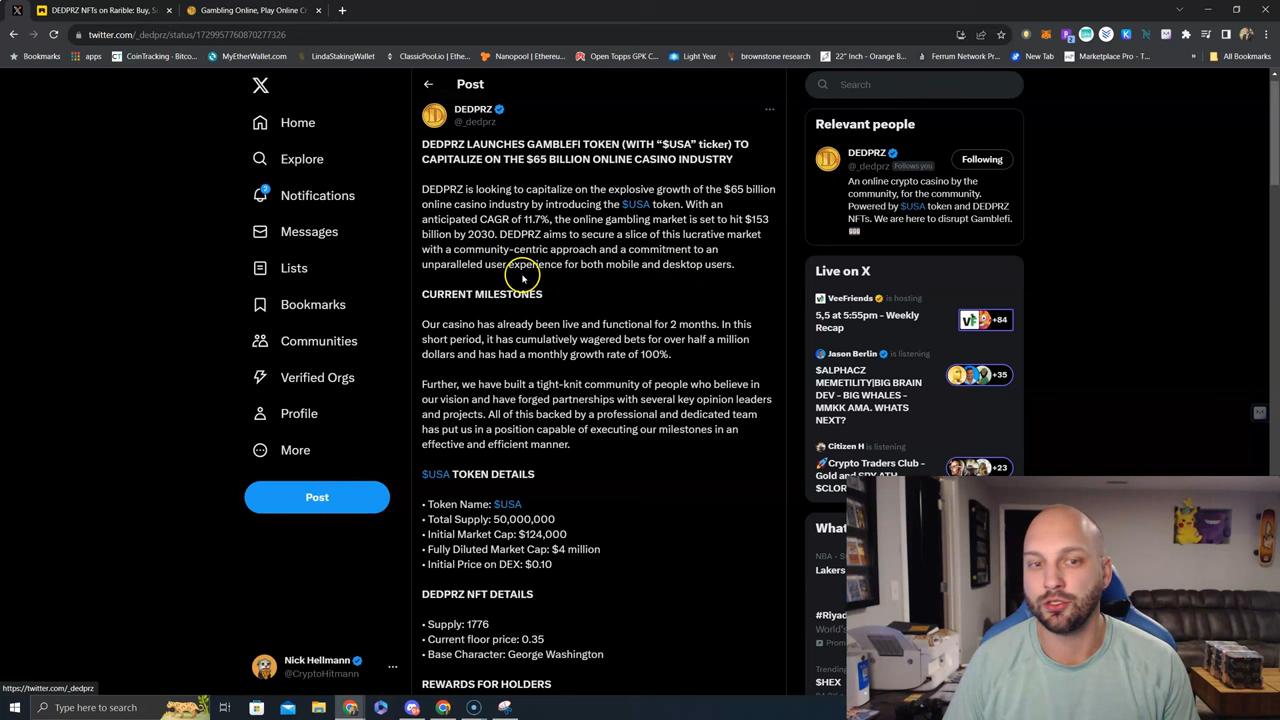 DEDPRZ NFTs on Rarible: Buy, S
Gambling Online, Play Online C
twitter.com/_dedprz/status/1729957760870277326
Bookmarks
apps
CoinTracking - Bitco...
MyEtherWallet.com
LindaStakingWallet
ClassicPool.io | Ethe...
Nanopool | Ethereu...
Open Topps GPK C...
Light Year
brownstone research
22" Inch - Orange B...
Ferrum Network Pr...
New Tab
Marketplace Pro - T...
All Bookmarks
Home
Explore
2
Notifications
Messages
Lists
Bookmarks
Communities
Verified Orgs
Profile
More
Post
Nick Hellmann
@CryptoHitmann
https://twitter.com/_dedprz
Post
DEDPRZ
@_dedprz
DEDPRZ LAUNCHES GAMBLEFI TOKEN (WITH “$USA” ticker) TO
CAPITALIZE ON THE $65 BILLION ONLINE CASINO INDUSTRY
DEDPRZ is looking to capitalize on the explosive growth of the $65 billion
online casino industry by introducing the $USA token. With an
anticipated CAGR of 11.7%, the online gambling market is set to hit $153
billion by 2030. DEDPRZ aims to secure a slice of this lucrative market
with a community-centric approach and a commitment to an
unparalleled user experience for both mobile and desktop users.
CURRENT MILESTONES
Our casino has already been live and functional for 2 months. In this
short period, it has cumulatively wagered bets for over half a million
dollars and has had a monthly growth rate of 100%.
Further, we have built a tight-knit community of people who believe in
our vision and have forged partnerships with several key opinion leaders
and projects. All of this backed by a professional and dedicated team
has put us in a position capable of executing our milestones in an
effective and efficient manner.
$USA TOKEN DETAILS
• Token Name: $USA
• Total Supply: 50,000,000
• Initial Market Cap: $124,000
• Fully Diluted Market Cap: $4 million
• Initial Price on DEX: $0.10
DEDPRZ NFT DETAILS
• Supply: 1776
• Current floor price: 0.35
• Base Character: George Washington
REWARDS FOR HOLDERS
Search
Relevant people
DEDPRZ
@_dedprz Follows you
Following
An online crypto casino by the
community, for the community.
Powered by $USA token and DEDPRZ
NFTs. We are here to disrupt Gamblefi.
Live on X
VeeFriends is hosting
5,5 at 5:55pm - Weekly
Recap
+84
Jason Berlin is listening
$ALPHACZ
MEMETILITY|BIG BRAIN
DEV - BIG WHALES -
MMKK AMA. WHATS
NEXT?
+35
Citizen H is listening
Crypto Traders Club -
Gold and SPY ATH
$CLOR
+23
What
NBA · S
Lakers
#Riya
World's
Promo
Trending
$HEX
Type here to search